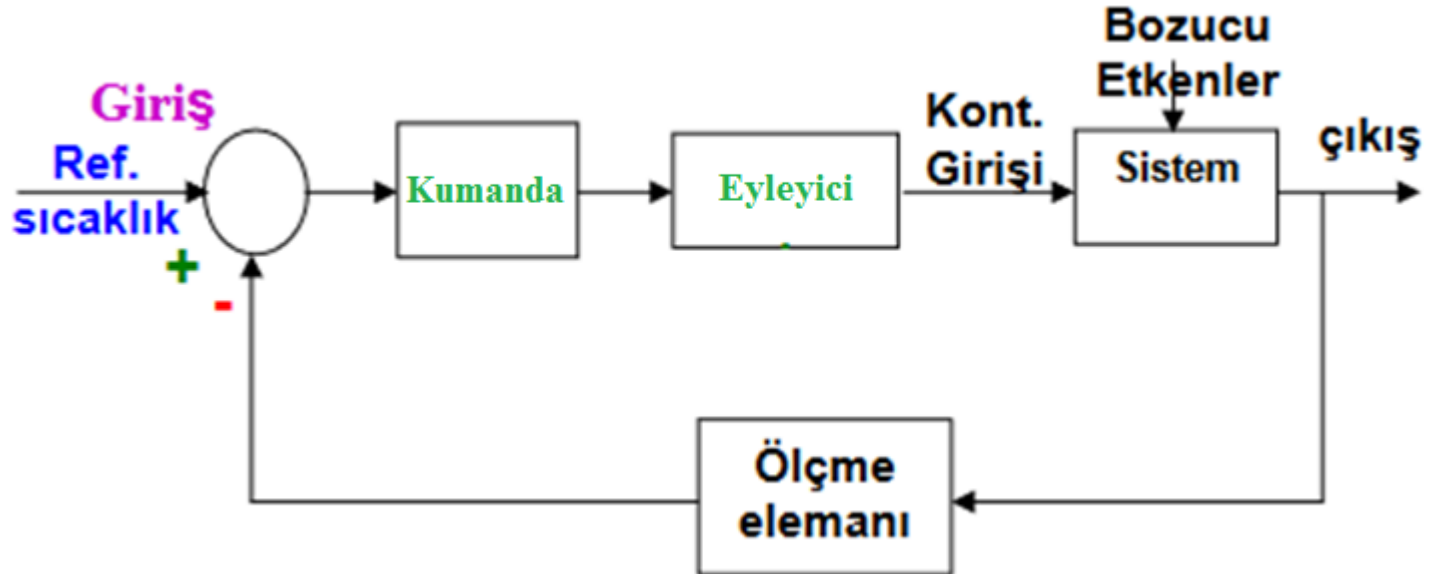 Giriş
Ref.
sıcaklık
+
-
Kumanda
Eyleyici
Kont.
Girişi
Bozucu
Etkenler
Sistem
çıkış
Ölçme
elemanı